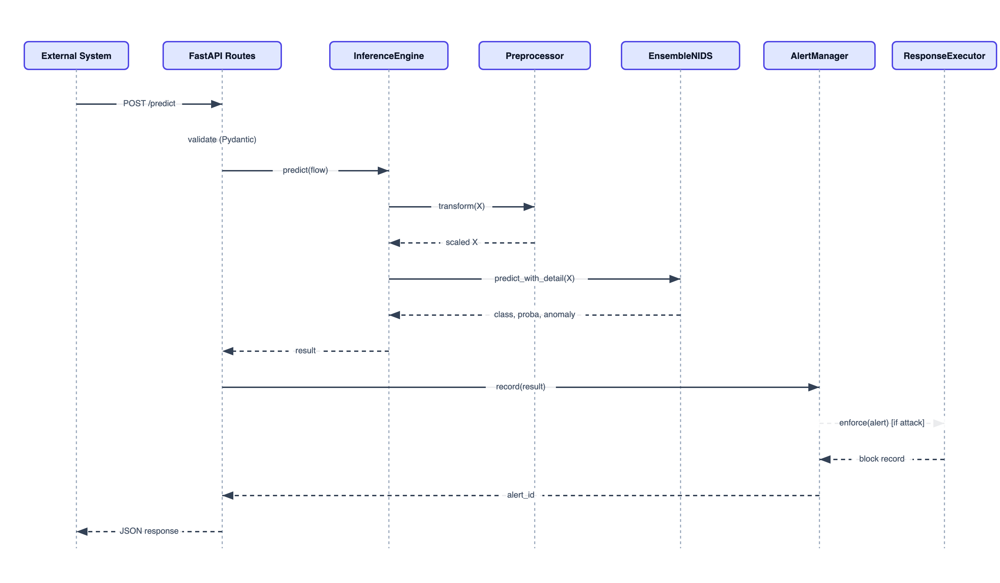 External System
FastAPI Routes
InferenceEngine
Preprocessor
EnsembleNIDS
AlertManager
ResponseExecutor
POST /predict
validate (Pydantic)
predict(flow)
transform(X)
scaled X
predict_with_detail(X)
class, proba, anomaly
result
record(result)
enforce(alert) [if attack]
block record
alert_id
JSON response